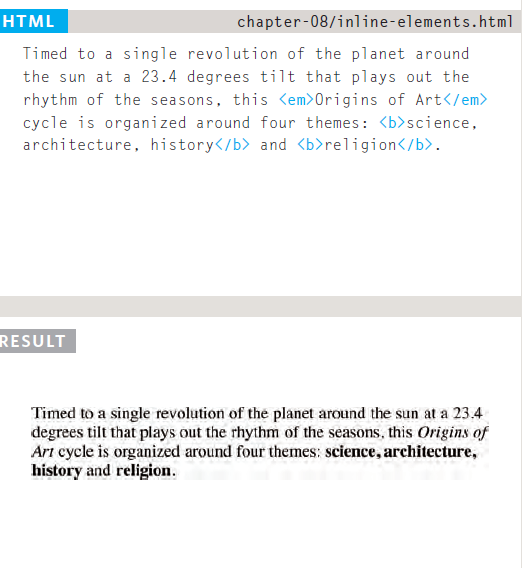 HTML
chapter-08/inline-elements.html
Timed to a single revolution of the planet around
the sun at a 23.4 degrees tilt that plays out the
rhythm of the seasons, this <em>Origins of Art</em>
cycle is organized around four themes: <b>science,
architecture, history</b> and <b>religion</b>.
RESULT
Timed to a single revolution of the planet around the sun at a 23.4
degrees tilt that plays out the rhythm of the seasons, this Origins of
Art cycle is organized around four themes: science, architecture,
history and religion.